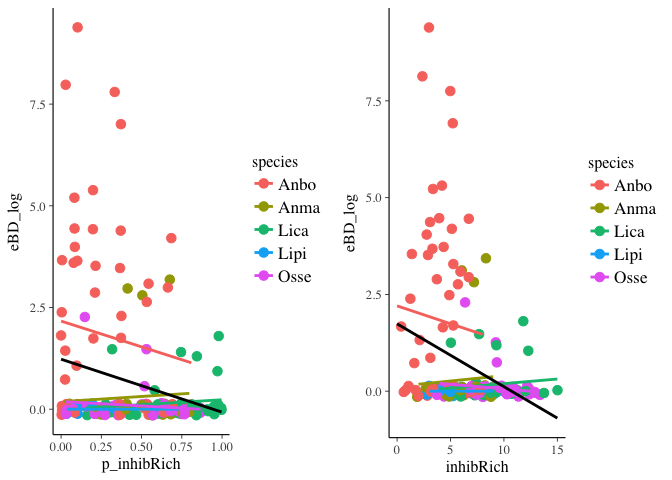 eBD_log
7.5
5.0
2.5
0.0
0.00 0.25 0.50 0.75 1.00
p_inhibRich
species
Anbo
Anma
Lica
Lipi
Osse
eBD_log
7.5
5.0
2.5
0.0
0 5 10 15
inhibRich
species
Anbo
Anma
Lica
Lipi
Osse